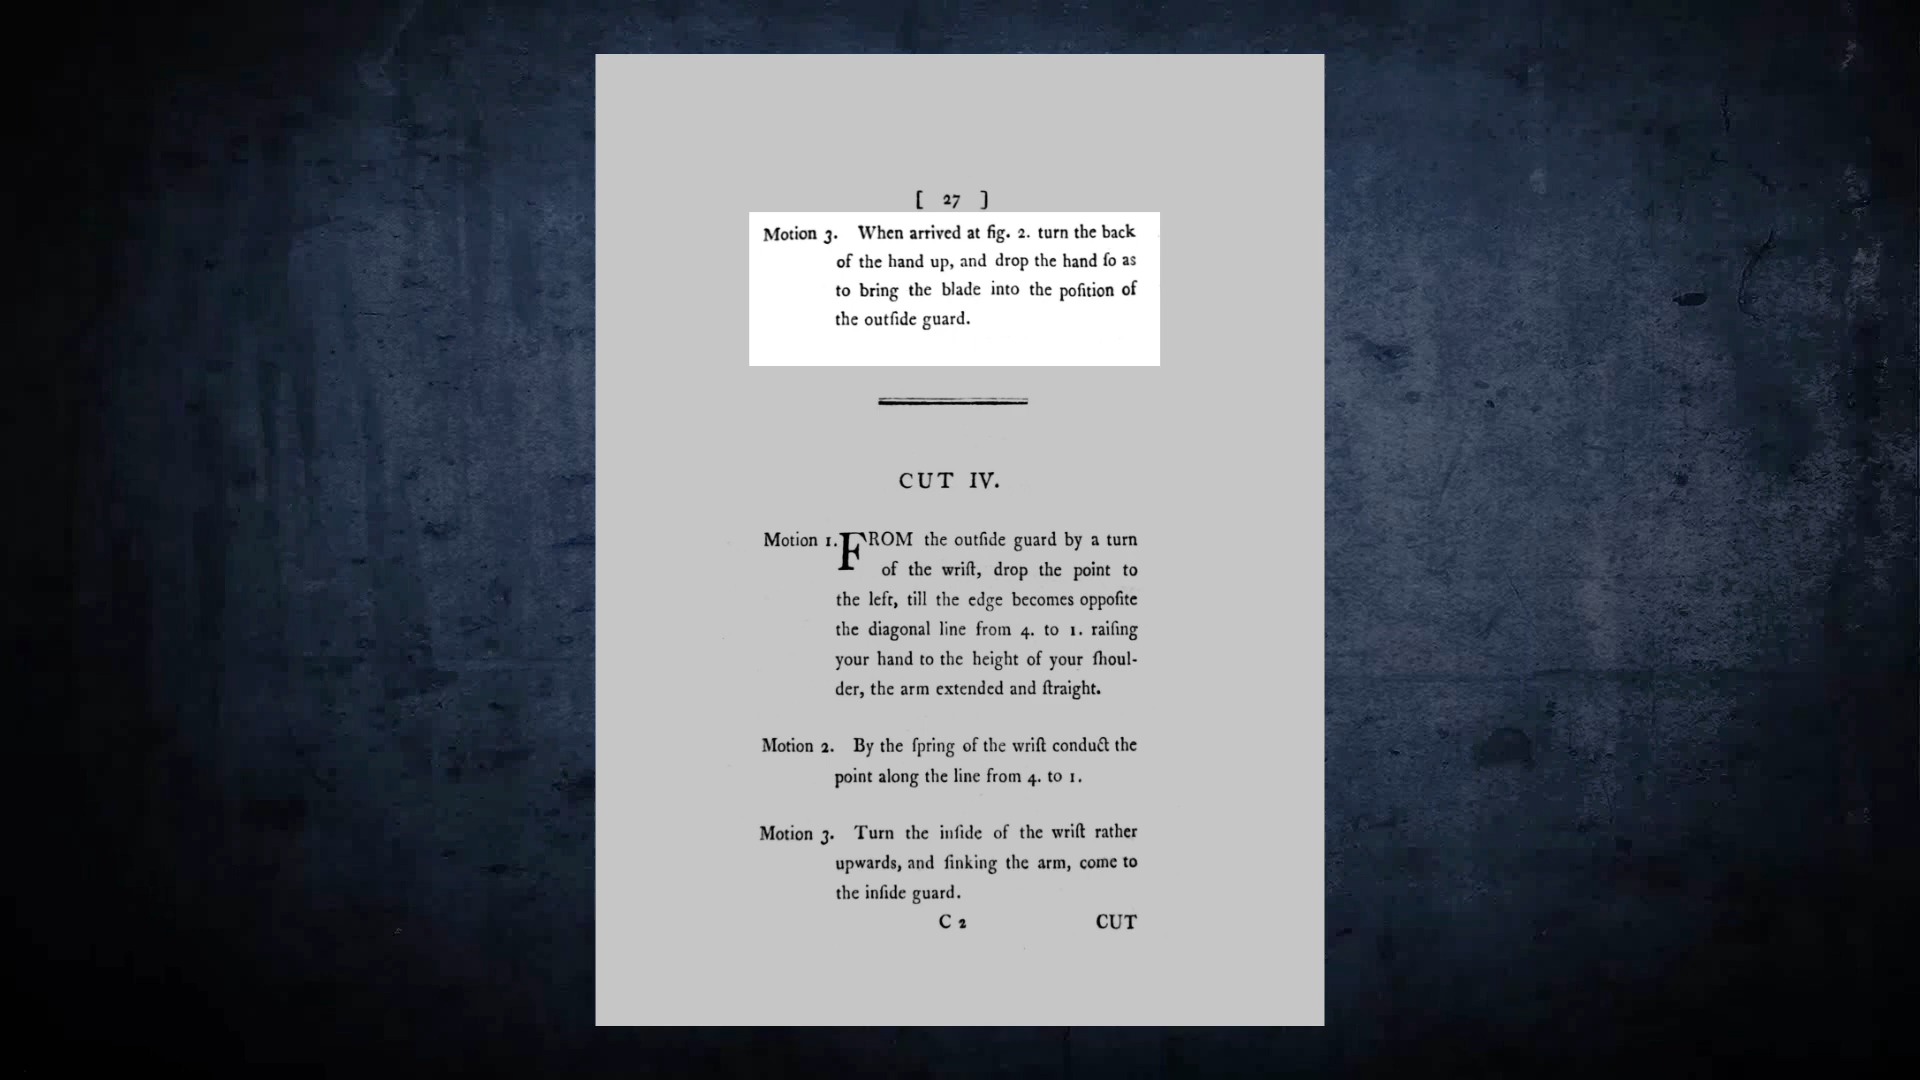 [ 27 ]
Motion 3. When arrived at fig. 2. turn the back
of the hand up, and drop the hand ſo as
to bring the blade into the poſition of
the outſide guard.
CUT IV.
Motion 1. FROM the outſide guard by a turn
of the wriſt, drop the point to
the left, till the edge becomes oppoſite
the diagonal line from 4. to 1. raiſing
your hand to the height of your ſhoul-
der, the arm extended and ſtraight.
Motion 2. By the ſpring of the wriſt conduct the
point along the line from 4. to 1.
Motion 3. Turn the inſide of the wriſt rather
upwards, and ſinking the arm, come to
the inſide guard.
C 2 CUT